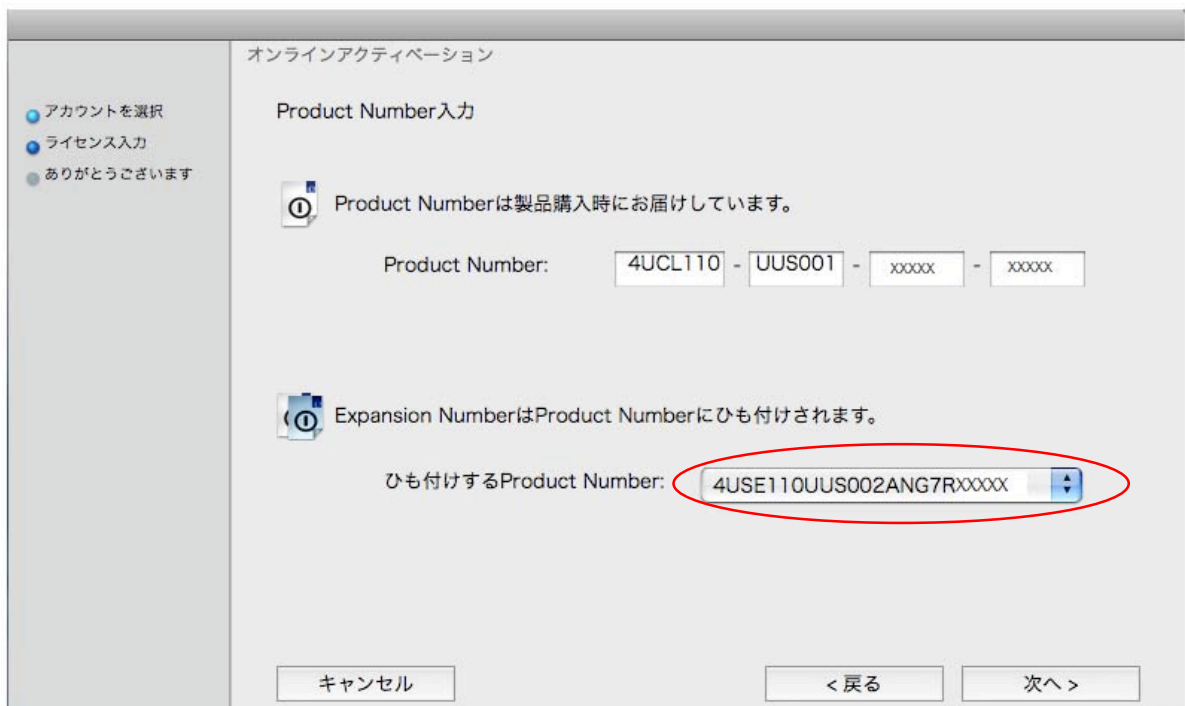 オンラインアクティベーション
アカウントを選択
ライセンス入力
ありがとうございます
Product Number入力
Product Numberは製品購入時にお届けしています。
Product Number: 4UCL110 - UUS001 - xxxxx - xxxxx
Expansion NumberはProduct Numberにひも付けされます。
ひも付けするProduct Number: 4USE110UUS002ANG7RXXXXX
キャンセル < 戻る 次へ >